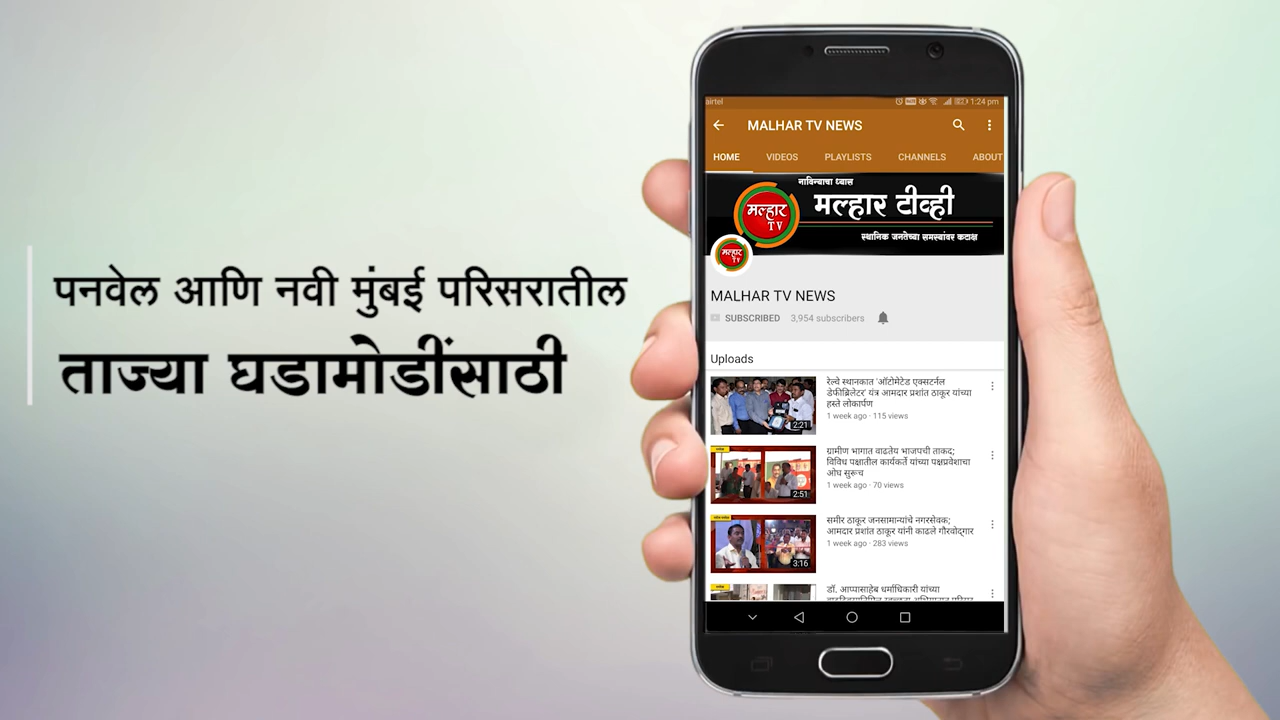 पनवेल आणि नवी मुंबई परिसरातील
ताज्या घडामोडींसाठी
airtel
1:24 pm
MALHAR TV NEWS
HOME VIDEOS PLAYLISTS CHANNELS ABOUT
नाविन्याचा ध्यास
मल्हार टीव्ही
स्थानिक जनतेच्या समस्यांवर कटाक्ष
मल्हार
TV
मल्हार
TV
MALHAR TV NEWS
SUBSCRIBED 3,954 subscribers
Uploads
रेल्वे स्थानकात 'ऑटोमेटेड एक्सटर्नल
डेफीब्रिलेटर' यंत्र आमदार प्रशांत ठाकूर यांच्या
हस्ते लोकार्पण
1 week ago · 115 views
2:21
ग्रामीण भागात वाढतेय भाजपची ताकद;
विविध पक्षातील कार्यकर्ते यांच्या पक्षप्रवेशाचा
ओघ सुरूच
1 week ago · 70 views
2:51
समीर ठाकूर जनसामान्यांचे नगरसेवक;
आमदार प्रशांत ठाकूर यांनी काढले गौरवोद्गार
1 week ago · 283 views
3:16
डॉ. आप्पासाहेब धर्माधिकारी यांच्या